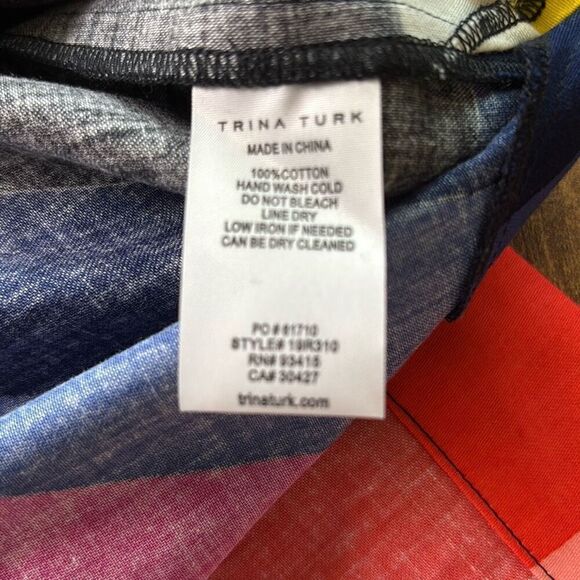 TRINA TURK
MADE IN CHINA
100%COTTON
HAND WASH COLD
DO NOT BLEACH
LINE DRY
LOW IRON IF NEEDED
CAN BE DRY CLEANED
PO # 61710
STYLE# 19R310
RN# 93415
CA# 30427
trinaturk.com